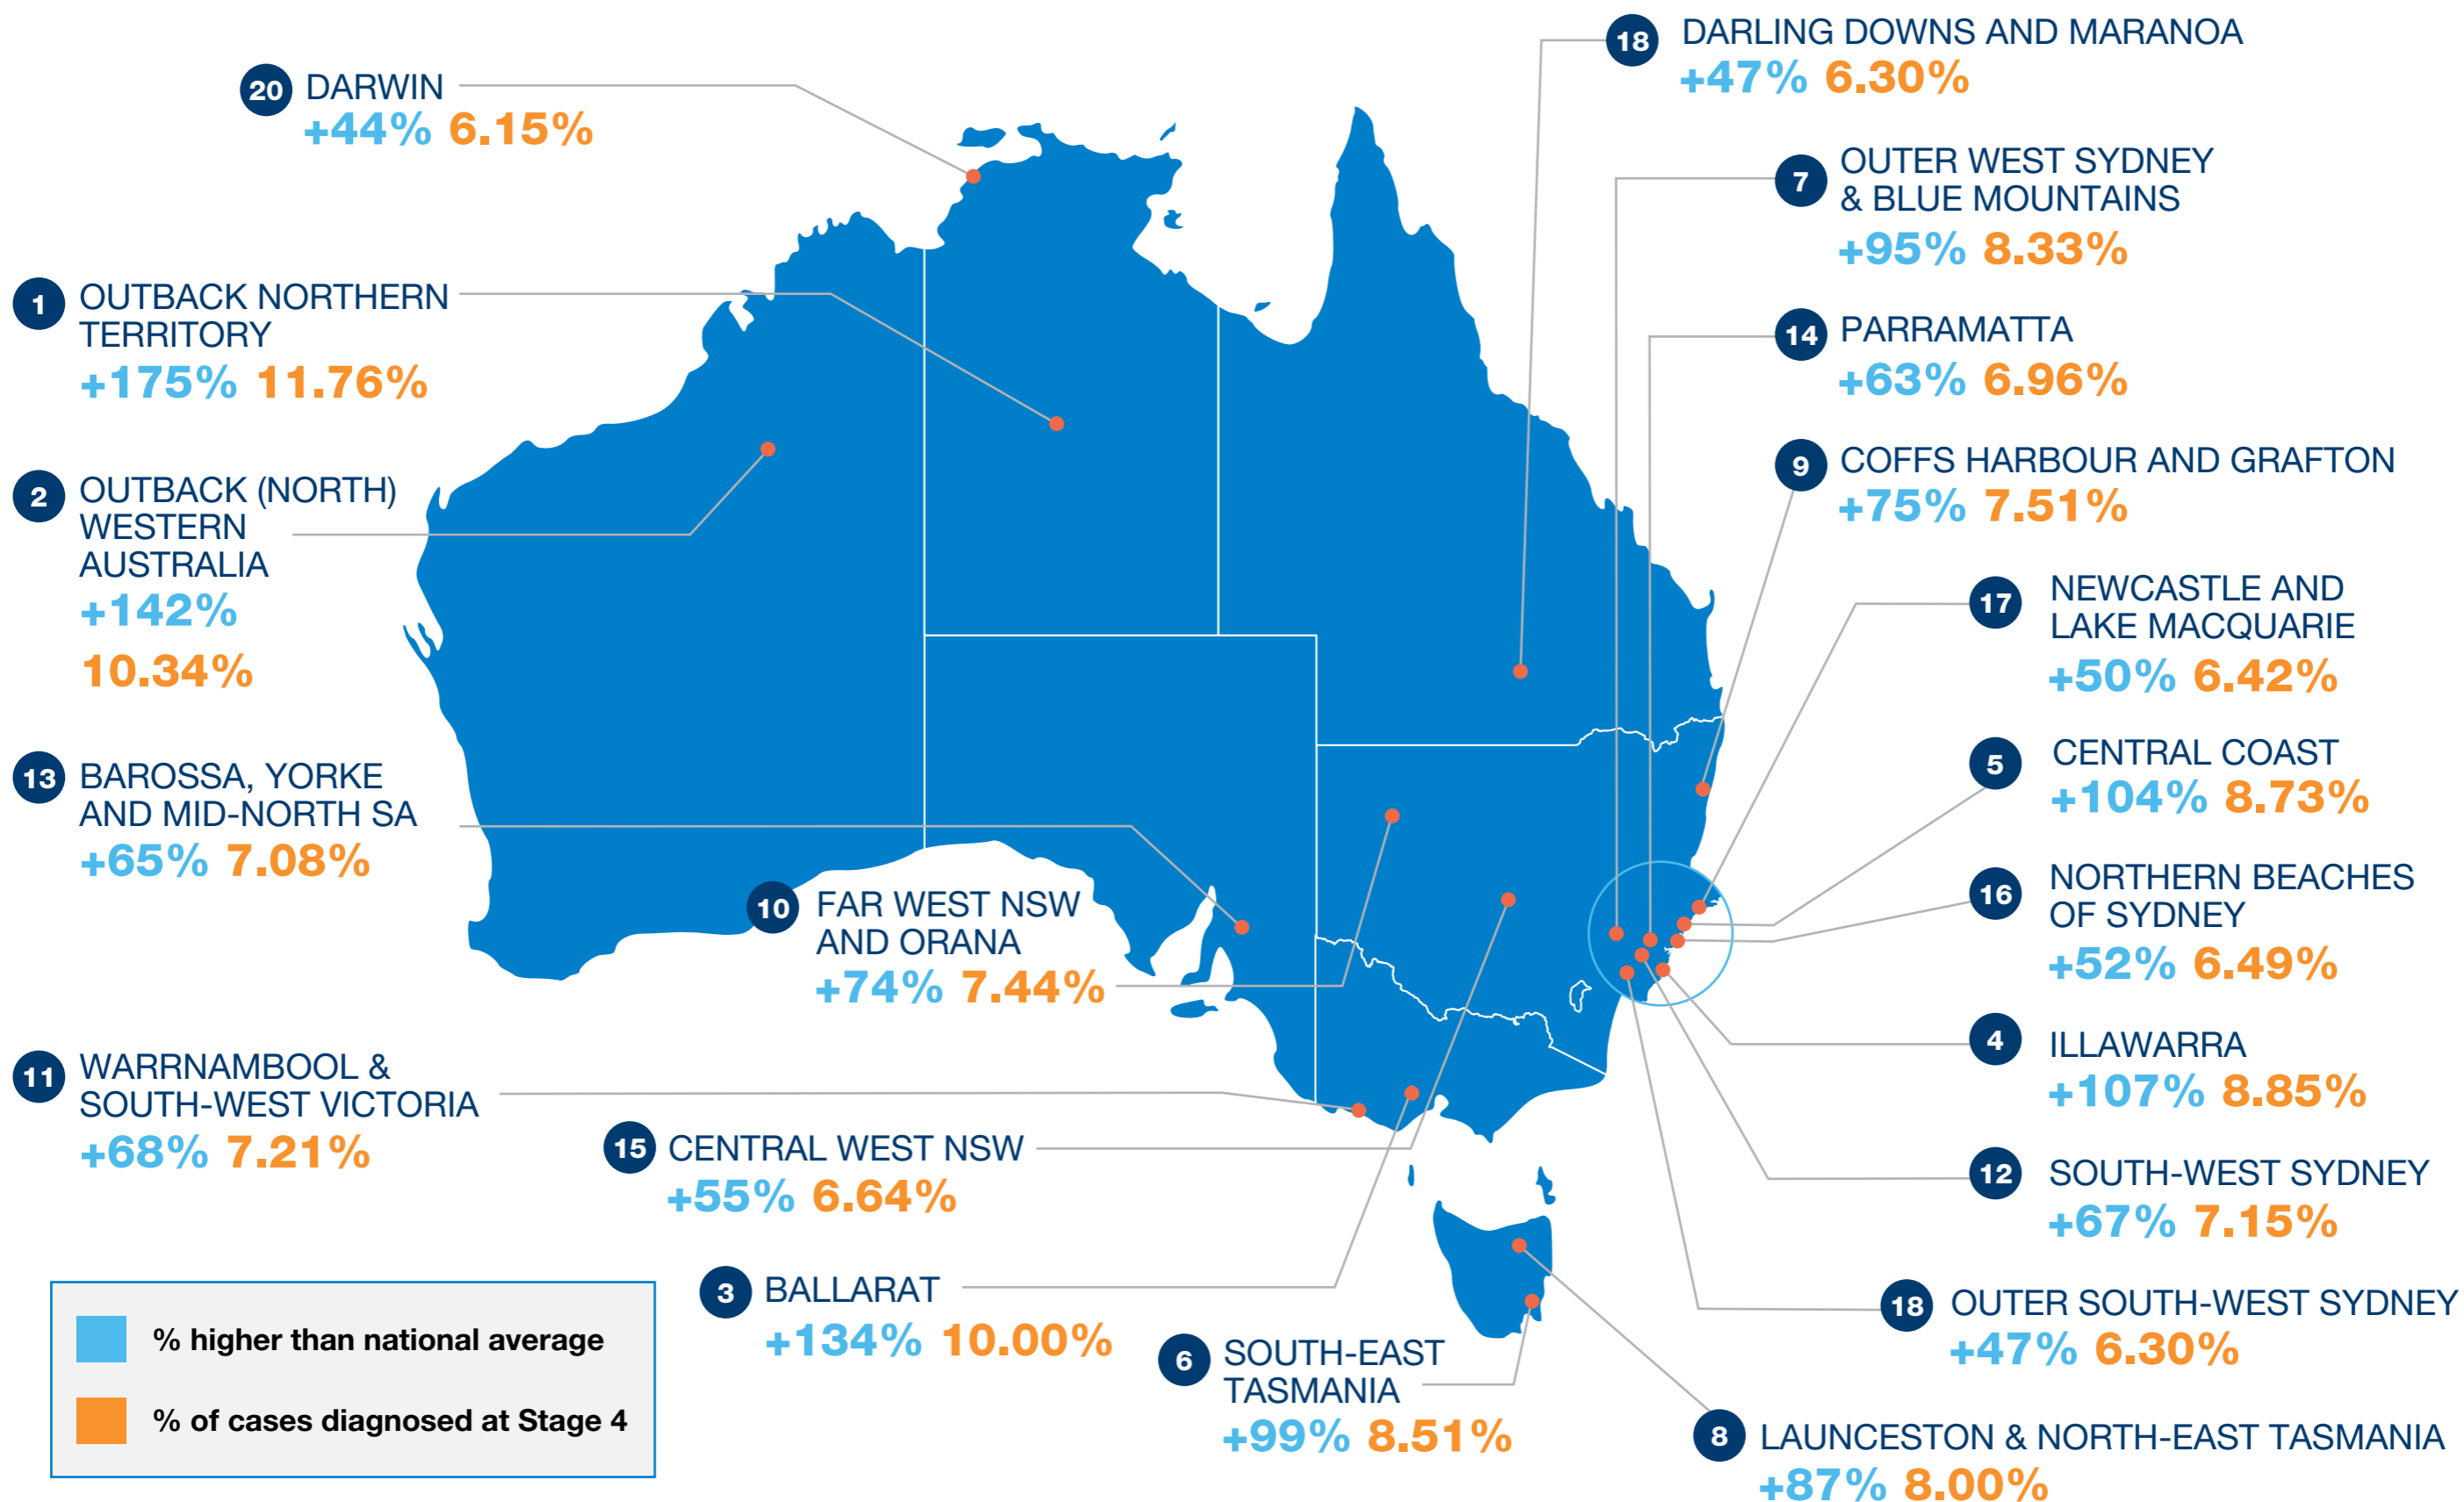 20
DARWIN
+44% 6.15%
1
OUTBACK NORTHERN
TERRITORY
+175% 11.76%
2
OUTBACK (NORTH)
WESTERN
AUSTRALIA
+142%
10.34%
13
BAROSSA, YORKE
AND MID-NORTH SA
+65% 7.08%
10
FAR WEST NSW
AND ORANA
+74% 7.44%
11
WARRNAMBOOL &
SOUTH-WEST VICTORIA
+68% 7.21%
15
CENTRAL WEST NSW
+55% 6.64%
3
BALLARAT
+134% 10.00%
6
SOUTH-EAST
TASMANIA
+99% 8.51%
18
DARLING DOWNS AND MARANOA
+47% 6.30%
7
OUTER WEST SYDNEY
& BLUE MOUNTAINS
+95% 8.33%
14
PARRAMATTA
+63% 6.96%
9
COFFS HARBOUR AND GRAFTON
+75% 7.51%
17
NEWCASTLE AND
LAKE MACQUARIE
+50% 6.42%
5
CENTRAL COAST
+104% 8.73%
16
NORTHERN BEACHES
OF SYDNEY
+52% 6.49%
4
ILLAWARRA
+107% 8.85%
12
SOUTH-WEST SYDNEY
+67% 7.15%
18
OUTER SOUTH-WEST SYDNEY
+47% 6.30%
8
LAUNCESTON & NORTH-EAST TASMANIA
+87% 8.00%
% higher than national average
% of cases diagnosed at Stage 4